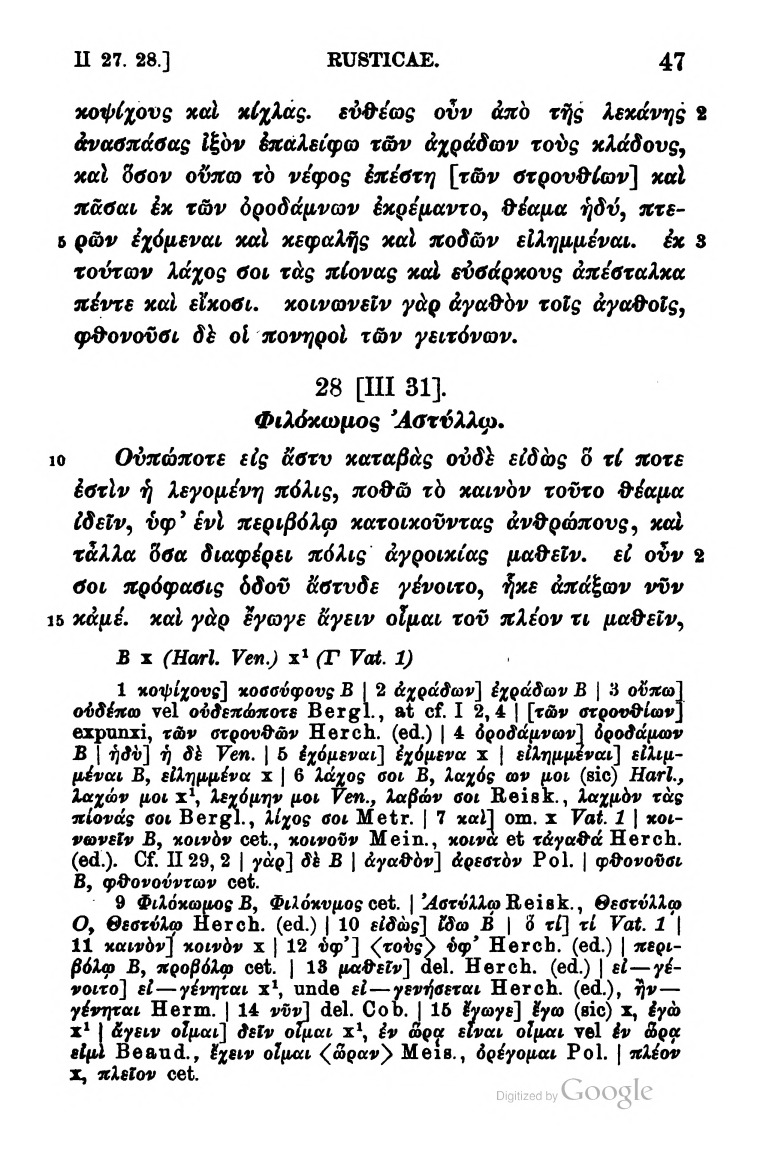 II 27. 28.] RUSTICAE. 47
κοψίχους καὶ κίχλας. εὐθέως οὖν ἀπὸ τῆς λεκάνης 2
ἀνασπάσας ἰξὸν ἐπαλείφω τῶν ἀχράδων τοὺς κλάδους,
καὶ ὅσον οὔπω τὸ νέφος ἐπέστη [τῶν στρουθίων] καὶ
πᾶσαι ἐκ τῶν ὀροδάμνων ἐκρέμαντο, θέαμα ἡδύ, πτε-
5 ρῶν ἐχόμεναι καὶ κεφαλῆς καὶ ποδῶν εἰλημμέναι. ἐκ 3
τούτων λάχος σοι τὰς πίονας καὶ εὐσάρκους ἀπέσταλκα
πέντε καὶ εἴκοσι. κοινωνεῖν γὰρ ἀγαθὸν τοῖς ἀγαθοῖς,
φθονοῦσι δὲ οἱ πονηροὶ τῶν γειτόνων.
28 [III 31].
Φιλόκωμος Ἀστύλλῳ.
10 Οὐπώποτε εἰς ἄστυ καταβὰς οὐδὲ εἰδὼς ὅ τί ποτε
ἐστὶν ἡ λεγομένη πόλις, ποθῶ τὸ καινὸν τοῦτο θέαμα
ἰδεῖν, ὑφ’ ἑνὶ περιβόλῳ κατοικοῦντας ἀνθρώπους, καὶ
τἆλλα ὅσα διαφέρει πόλις ἀγροικίας μαθεῖν. εἰ οὖν 2
σοι πρόφασις ὁδοῦ ἄστυδε γένοιτο, ἧκε ἀπάξων νῦν
15 κἀμέ. καὶ γὰρ ἔγωγε ἄγειν οἶμαι τοῦ πλέον τι μαθεῖν,
B x (Harl. Ven.) x¹ (Γ Vat. 1)
1 κοψίχους] κοσσύφους B | 2 ἀχράδων] ἐχράδων B | 3 οὔπω]
οὐδέπω vel οὐδεπώποτε Bergl., at cf. I 2, 4 | [τῶν στρουθίων]
expunxi, τῶν στρουθῶν Herch. (ed.) | 4 ὀροδάμνων] ὀροδάμων
B | ἡδὺ] ἡ δὲ Ven. | 5 ἐχόμεναι] ἐχόμενα x | εἰλημμέναι] εἰλιμ-
μέναι B, εἰλημμένα x | 6 λάχος σοι B, λαχός ων μοι (sic) Harl.,
λαχών μοι x¹, λεχόμην μοι Ven., λαβών σοι Reisk., λαχμὸν τὰς
πίονάς σοι Bergl., λίχος σοι Metr. | 7 καὶ] om. x Vat. 1 | κοι-
νωνεῖν B, κοινὸν cet., κοινοῦν Mein., κοινὰ et τἀγαθά Herch.
(ed.). Cf. II 29, 2 | γὰρ] δὲ B | ἀγαθὸν] ἀρεστὸν Pol. | φθονοῦσι
B, φθονούντων cet.
9 Φιλόκωμος B, Φιλόκυμος cet. | Ἀστύλλῳ Reisk., Θεστύλλῳ
O, Θεστύλῳ Herch. (ed.) | 10 εἰδὼς] ἴδω B | ὅ τί] τί Vat. 1 |
11 καινὸν] κοινὸν x | 12 ὑφ’] ⟨τοὺς⟩ ὑφ’ Herch. (ed.) | περι-
βόλῳ B, προβόλῳ cet. | 13 μαθεῖν] del. Herch. (ed.) | εἰ—γέ-
νοιτο] εἰ—γένηται x¹, unde εἰ—γενήσεται Herch. (ed.), ἢν—
γένηται Herm. | 14 νῦν] del. Cob. | 15 ἔγωγε] ἔγω (sic) x, ἐγὼ
x¹ | ἄγειν οἶμαι] δεῖν οἶμαι x¹, ἐν ὥρᾳ εἶναι οἶμαι vel ἐν ὥρᾳ
εἰμὶ Beaud., ἔχειν οἶμαι ⟨ὥραν⟩ Meis., ὀρέγομαι Pol. | πλέον
x, πλεῖον cet.
Digitized by Google